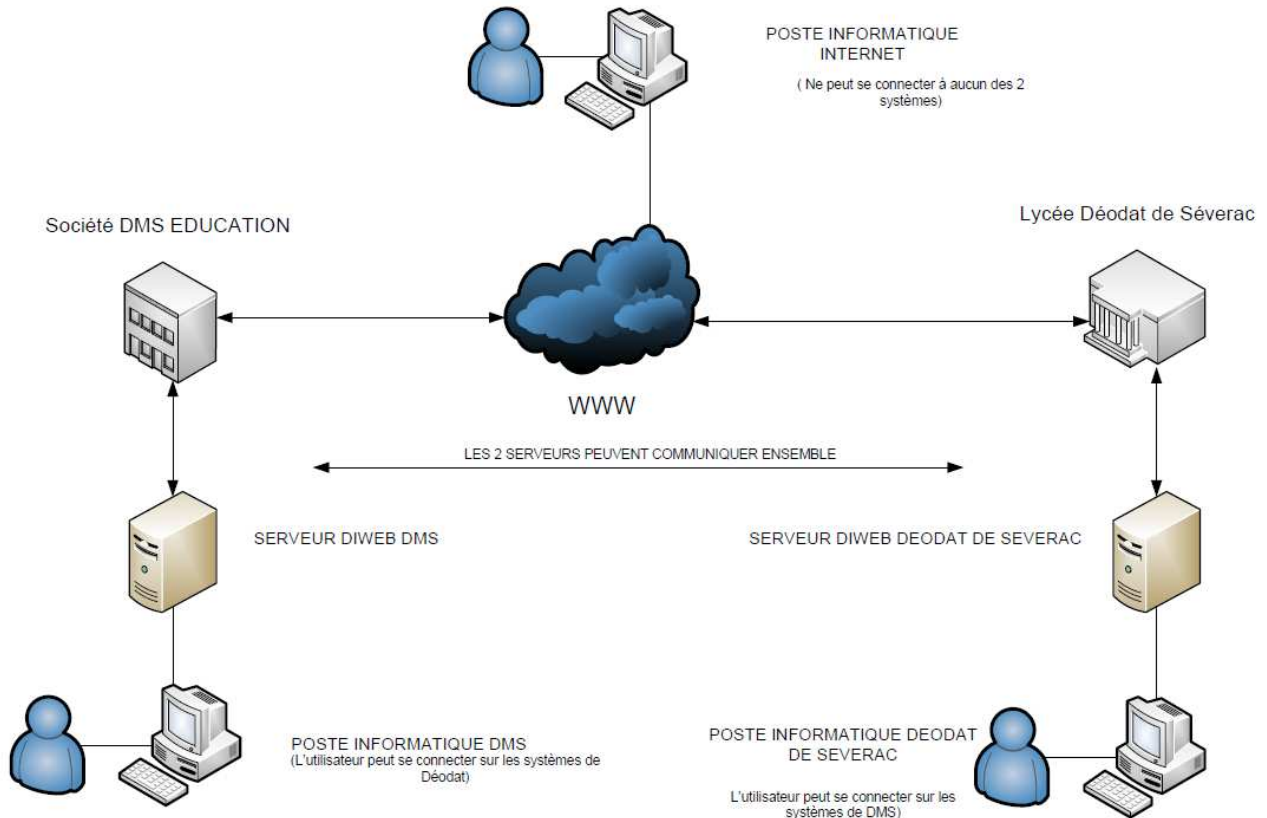 POSTE INFORMATIQUE
INTERNET
( Ne peut se connecter à aucun des 2
systèmes)
Société DMS EDUCATION
Lycée Déodat de Séverac
WWW
LES 2 SERVEURS PEUVENT COMMUNIQUER ENSEMBLE
SERVEUR DIWEB DMS
SERVEUR DIWEB DEODAT DE SEVERAC
POSTE INFORMATIQUE DMS
(L'utilisateur peut se connecter sur les systèmes de
Déodat)
POSTE INFORMATIQUE DEODAT
DE SEVERAC
L'utilisateur peut se connecter sur les
systèmes de DMS)